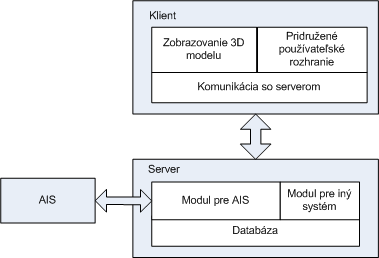 Klient
Zobrazovanie 3D
modelu
Pridružené
používateľské
rozhranie
Komunikácia so serverom
Server
AIS
Modul pre AIS
Modul pre iný
systém
Databáza